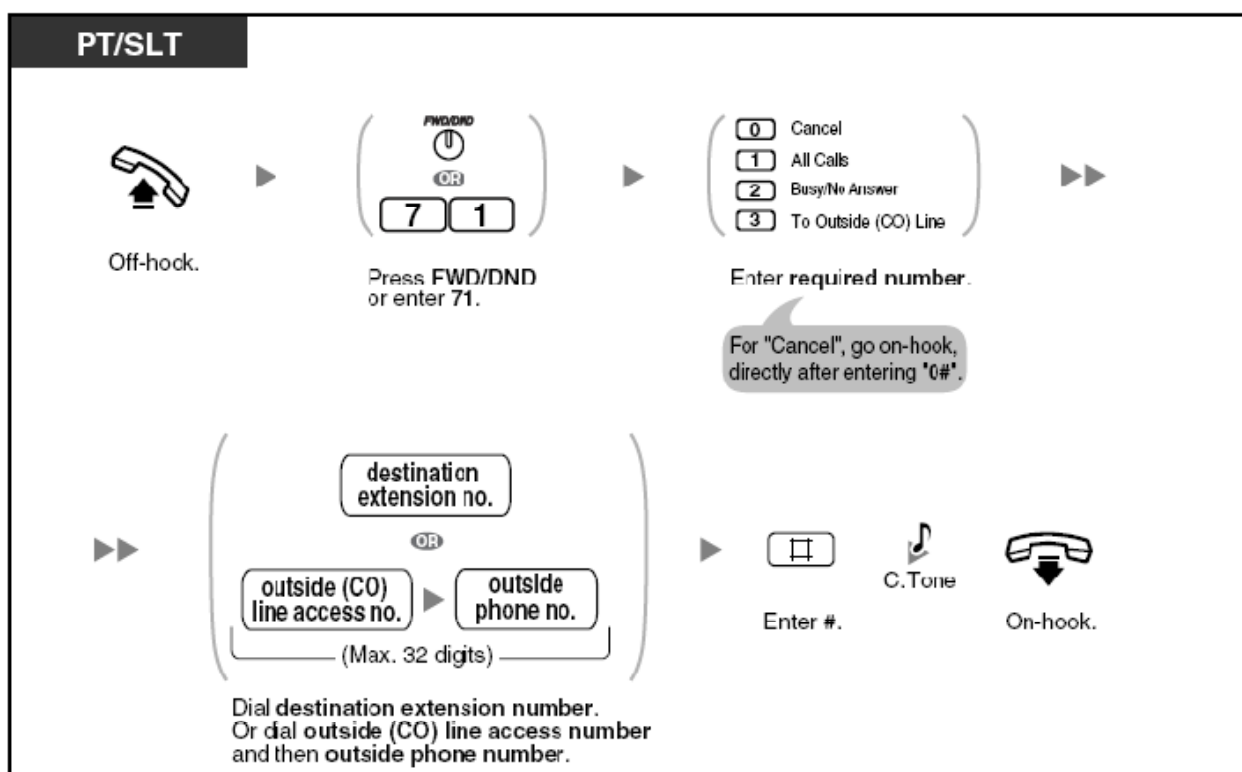 PT/SLT
Off-hook.
FWD/DND
OR
7 1
Press FWD/DND
or enter 71.
0 Cancel
1 All Calls
2 Busy/No Answer
3 To Outside (CO) Line
Enter required number.
For "Cancel", go on-hook,
directly after entering "0#".
destination
extension no.
OR
outside (CO)
line access no.
outside
phone no.
(Max. 32 digits)
Dial destination extension number.
Or dial outside (CO) line access number
and then outside phone number.
#
Enter #.
C.Tone
On-hook.